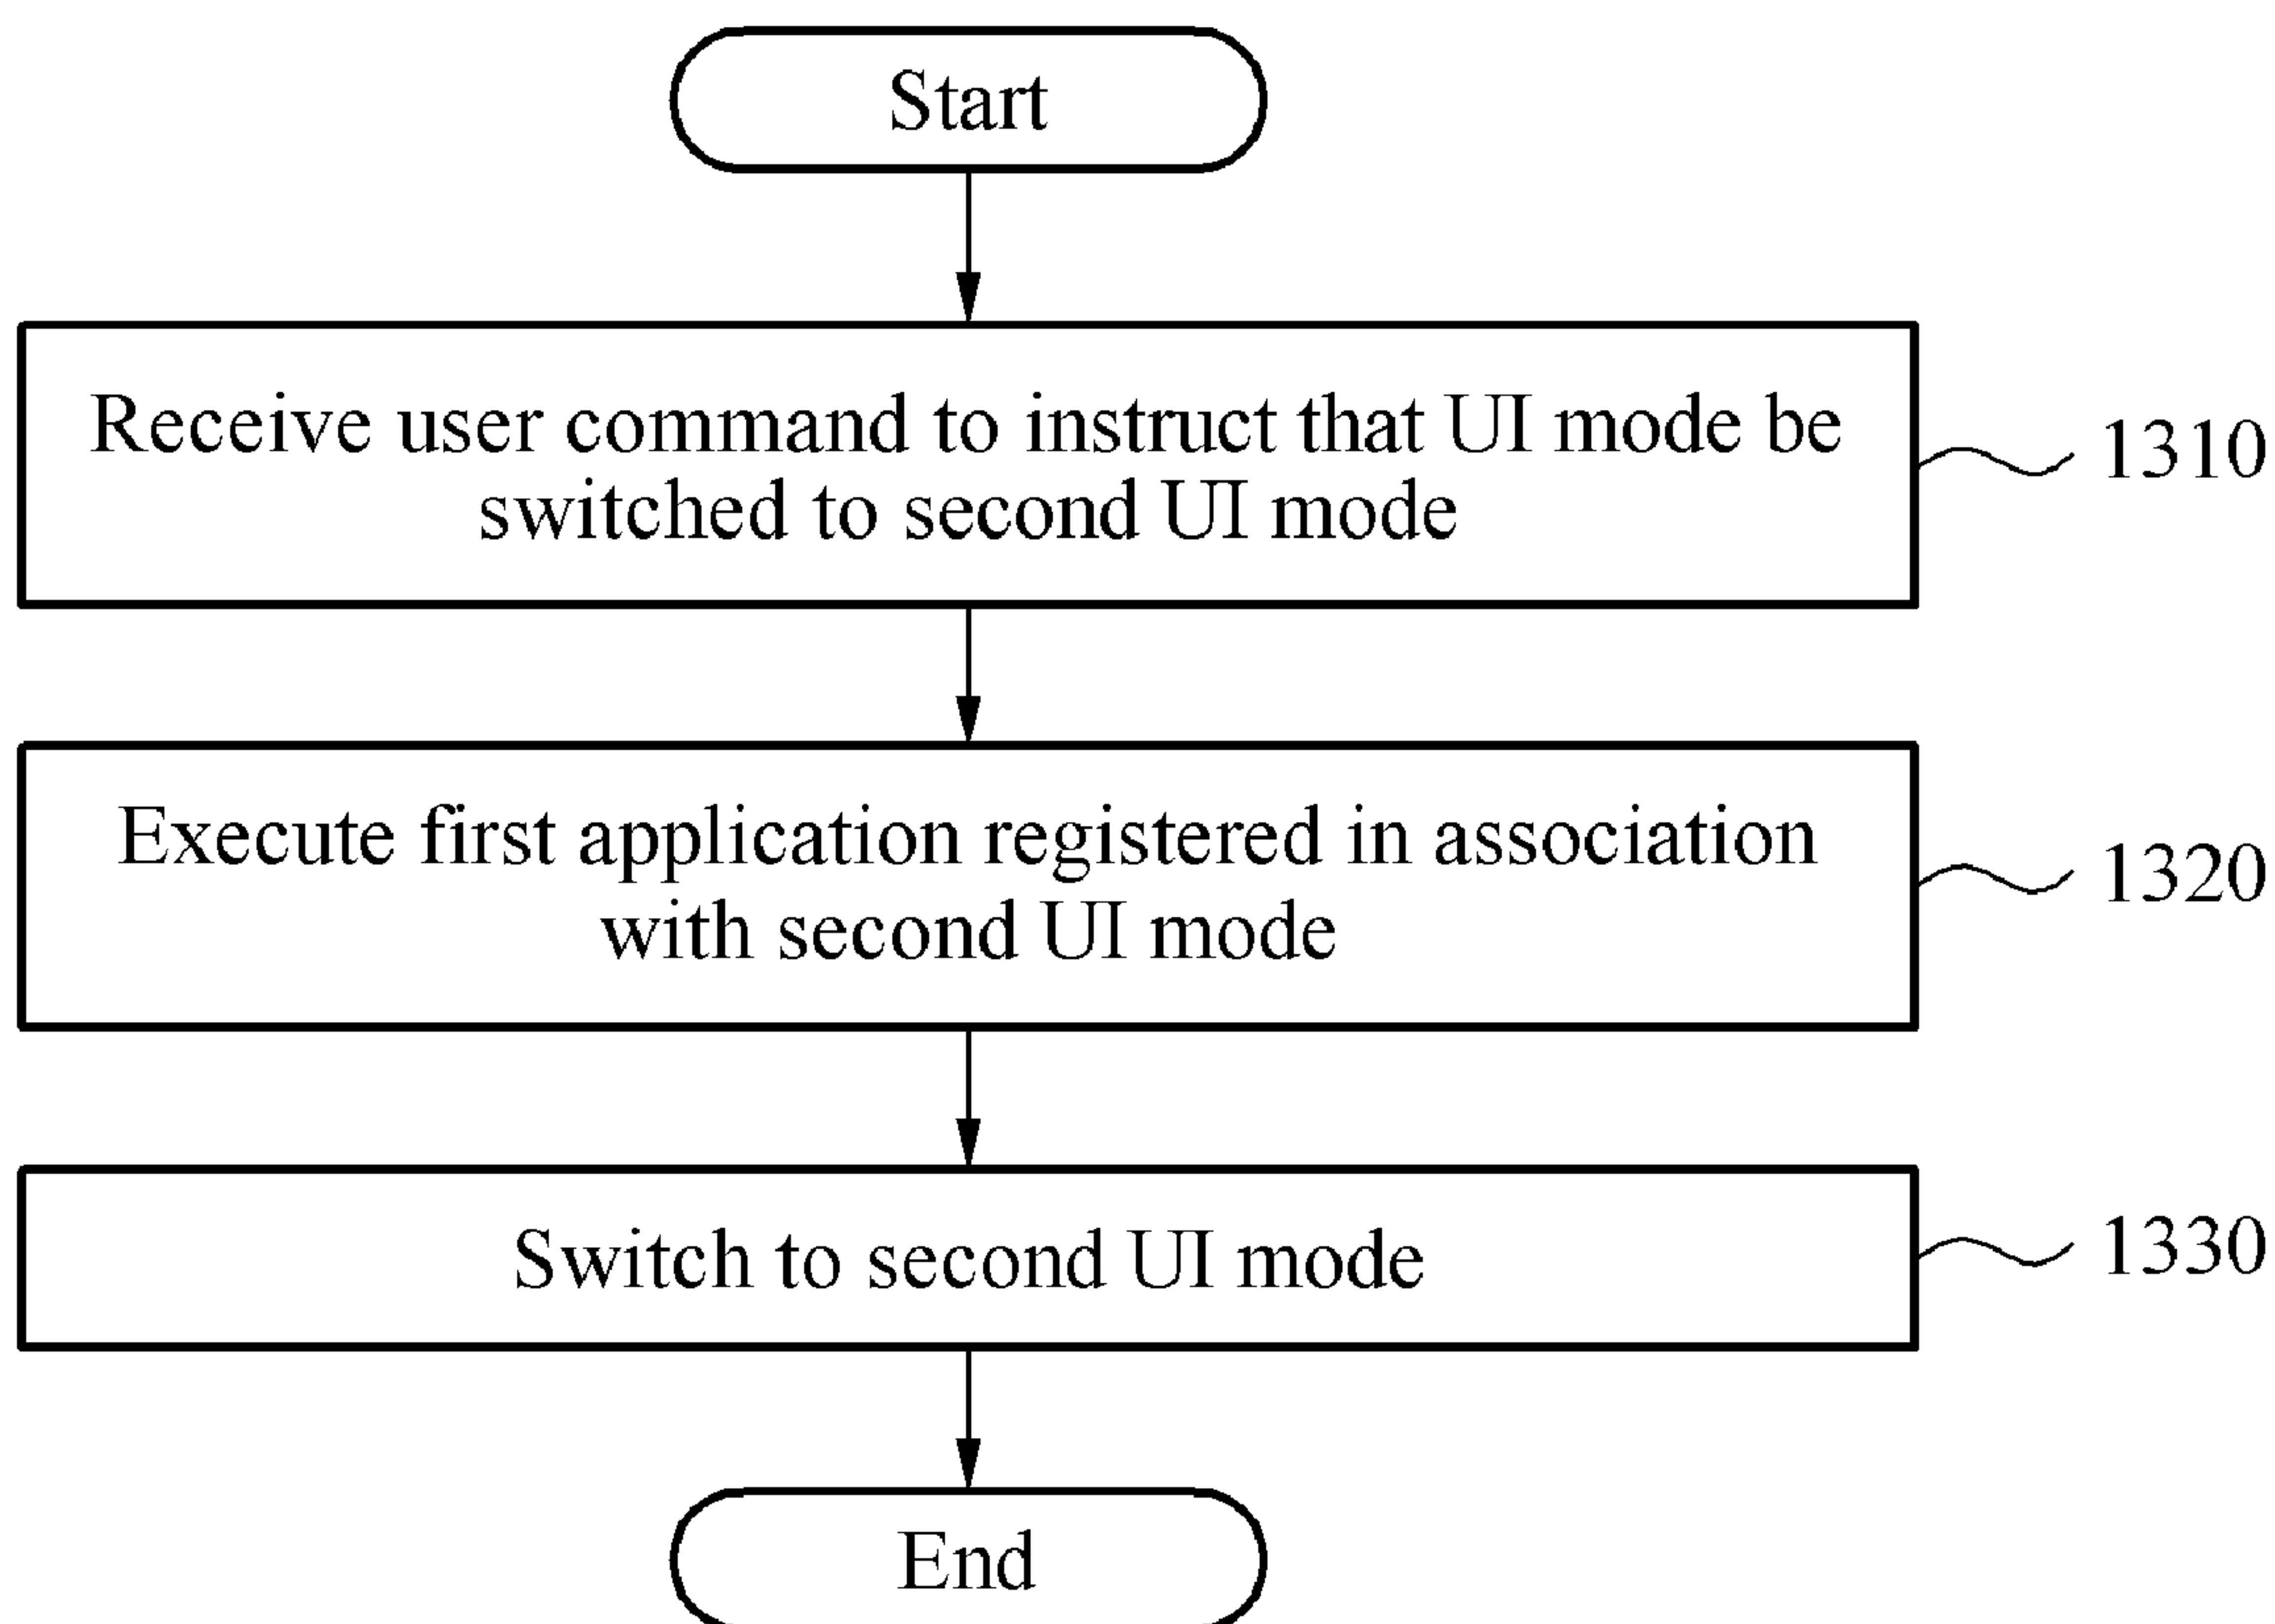 Start
Receive user command to instruct that UI mode be
switched to second UI mode
1310
Execute first application registered in association
with second UI mode
1320
Switch to second UI mode
1330
End